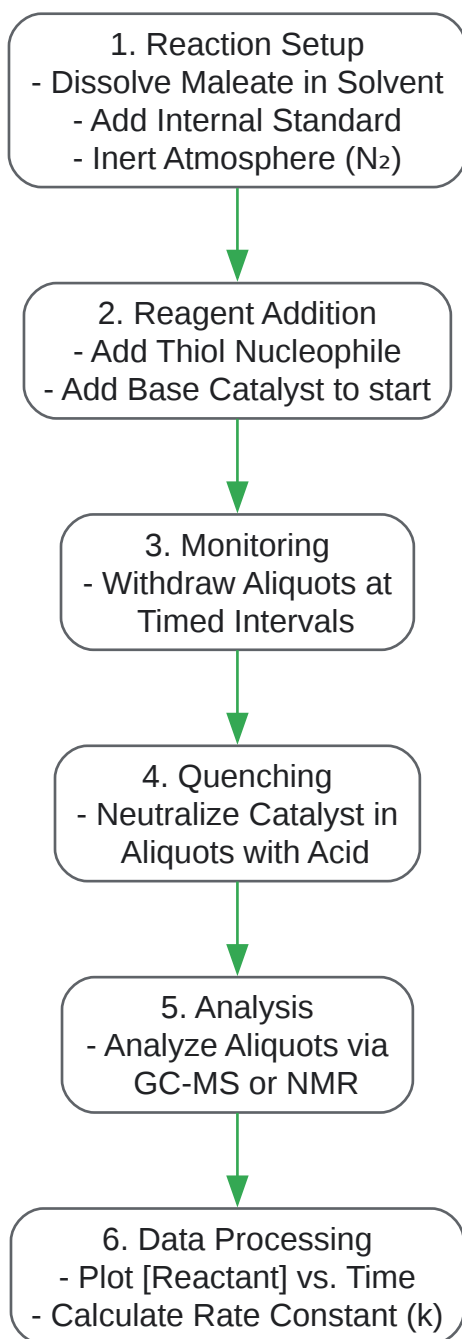 1. Reaction Setup
- Dissolve Maleate in Solvent
- Add Internal Standard
- Inert Atmosphere (N₂)
2. Reagent Addition
- Add Thiol Nucleophile
- Add Base Catalyst to start
3. Monitoring
- Withdraw Aliquots at
Timed Intervals
4. Quenching
- Neutralize Catalyst in
Aliquots with Acid
5. Analysis
- Analyze Aliquots via
GC-MS or NMR
6. Data Processing
- Plot [Reactant] vs. Time
- Calculate Rate Constant (k)